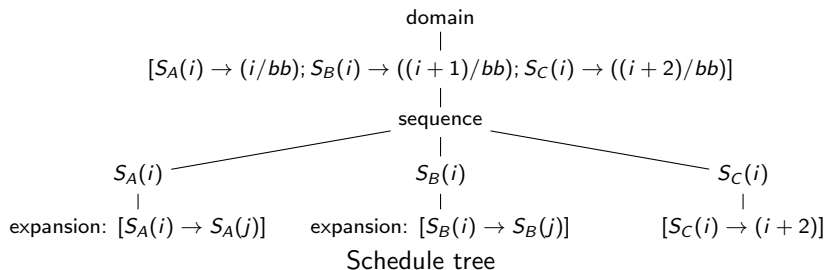 domain
[S_A(i) → (i/bb); S_B(i) → ((i + 1)/bb); S_C(i) → ((i + 2)/bb)]
sequence
S_A(i) S_B(i) S_C(i)
expansion: [S_A(i) → S_A(j)] expansion: [S_B(i) → S_B(j)] [S_C(i) → (i + 2)]
Schedule tree